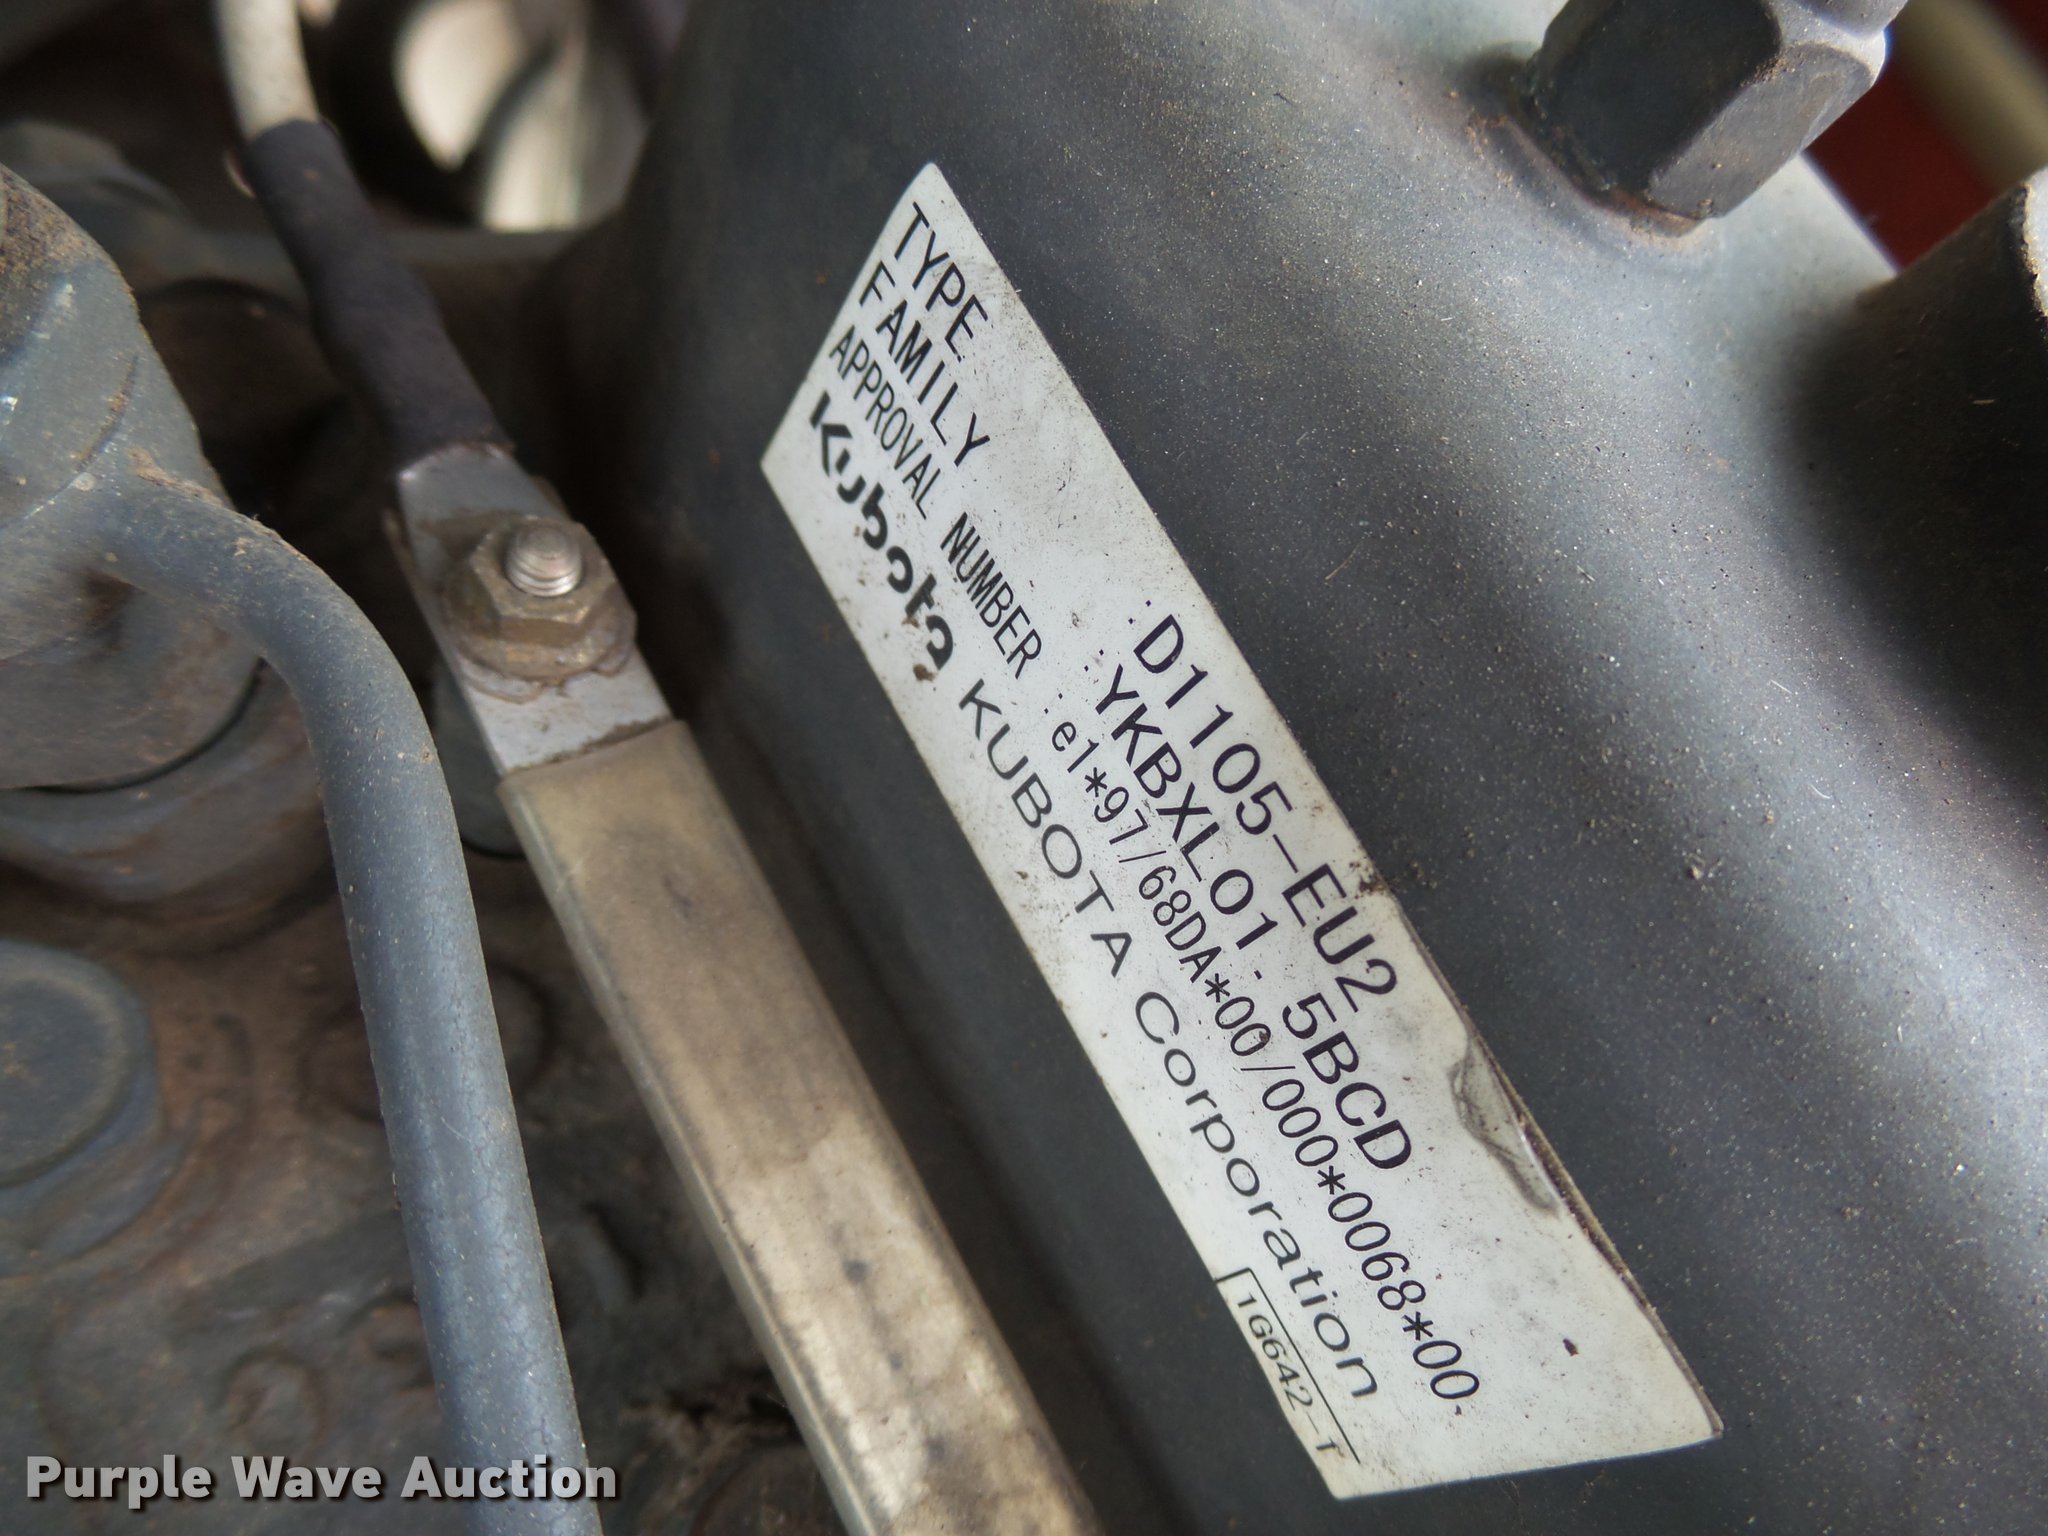 TYPE : D1105-EU2
FAMILY : YKBXL01.5BCD
APPROVAL NUMBER : e1*97/68DA*00/000*0068*00
Kubota KUBOTA Corporation
1G642-T
Purple Wave Auction